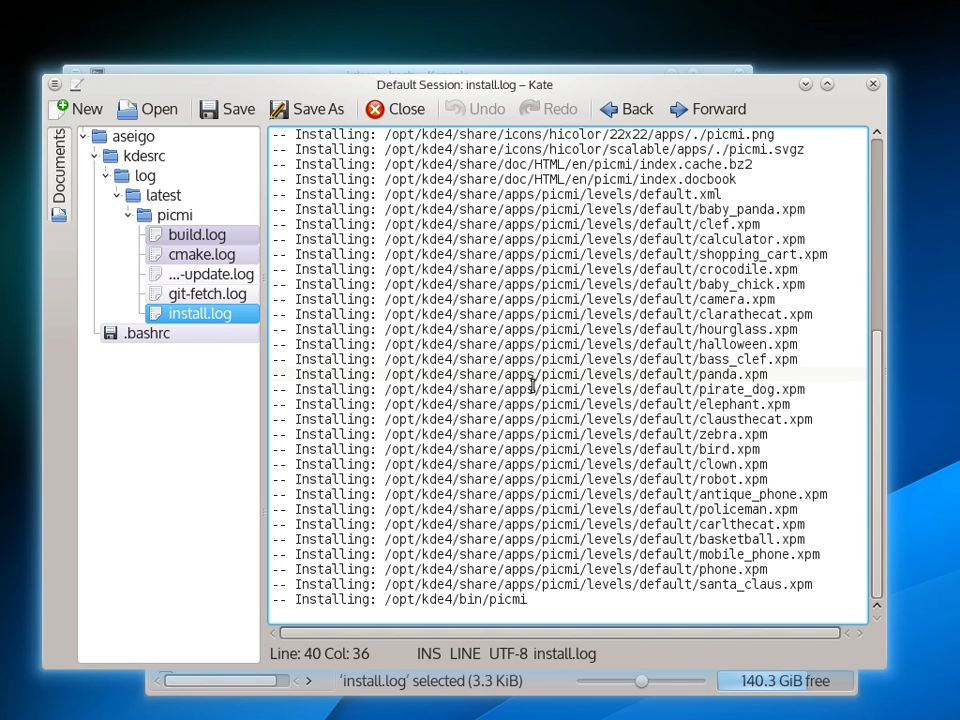 Default Session: install.log – Kate
New Open Save Save As Close Undo Redo Back Forward
Documents
aseigo
kdesrc
log
latest
picmi
build.log
cmake.log
...-update.log
git-fetch.log
install.log
.bashrc
-- Installing: /opt/kde4/share/icons/hicolor/22x22/apps/./picmi.png
-- Installing: /opt/kde4/share/icons/hicolor/scalable/apps/./picmi.svgz
-- Installing: /opt/kde4/share/doc/HTML/en/picmi/index.cache.bz2
-- Installing: /opt/kde4/share/doc/HTML/en/picmi/index.docbook
-- Installing: /opt/kde4/share/apps/picmi/levels/default.xml
-- Installing: /opt/kde4/share/apps/picmi/levels/default/baby_panda.xpm
-- Installing: /opt/kde4/share/apps/picmi/levels/default/clef.xpm
-- Installing: /opt/kde4/share/apps/picmi/levels/default/calculator.xpm
-- Installing: /opt/kde4/share/apps/picmi/levels/default/shopping_cart.xpm
-- Installing: /opt/kde4/share/apps/picmi/levels/default/crocodile.xpm
-- Installing: /opt/kde4/share/apps/picmi/levels/default/baby_chick.xpm
-- Installing: /opt/kde4/share/apps/picmi/levels/default/camera.xpm
-- Installing: /opt/kde4/share/apps/picmi/levels/default/clarathecat.xpm
-- Installing: /opt/kde4/share/apps/picmi/levels/default/hourglass.xpm
-- Installing: /opt/kde4/share/apps/picmi/levels/default/halloween.xpm
-- Installing: /opt/kde4/share/apps/picmi/levels/default/bass_clef.xpm
-- Installing: /opt/kde4/share/apps/picmi/levels/default/panda.xpm
-- Installing: /opt/kde4/share/apps/picmi/levels/default/pirate_dog.xpm
-- Installing: /opt/kde4/share/apps/picmi/levels/default/elephant.xpm
-- Installing: /opt/kde4/share/apps/picmi/levels/default/clausthecat.xpm
-- Installing: /opt/kde4/share/apps/picmi/levels/default/zebra.xpm
-- Installing: /opt/kde4/share/apps/picmi/levels/default/bird.xpm
-- Installing: /opt/kde4/share/apps/picmi/levels/default/clown.xpm
-- Installing: /opt/kde4/share/apps/picmi/levels/default/robot.xpm
-- Installing: /opt/kde4/share/apps/picmi/levels/default/antique_phone.xpm
-- Installing: /opt/kde4/share/apps/picmi/levels/default/policeman.xpm
-- Installing: /opt/kde4/share/apps/picmi/levels/default/carlthecat.xpm
-- Installing: /opt/kde4/share/apps/picmi/levels/default/basketball.xpm
-- Installing: /opt/kde4/share/apps/picmi/levels/default/mobile_phone.xpm
-- Installing: /opt/kde4/share/apps/picmi/levels/default/phone.xpm
-- Installing: /opt/kde4/share/apps/picmi/levels/default/santa_claus.xpm
-- Installing: /opt/kde4/bin/picmi
Line: 40 Col: 36 INS LINE UTF-8 install.log
'install.log' selected (3.3 KiB) 140.3 GiB free